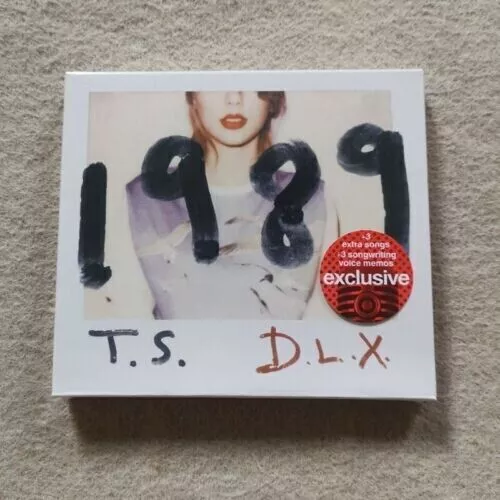 1989
+3
extra songs
+3 songwriting
voice memos
exclusive
T.S. D.L.X.